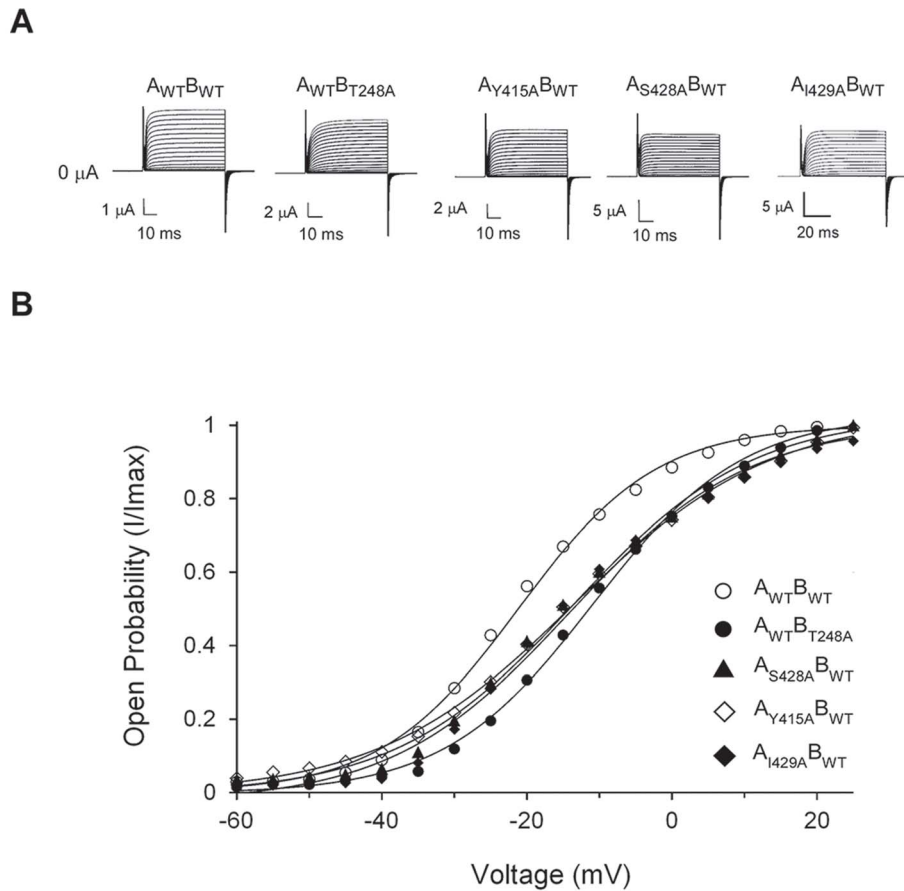 A
AWTBWT AWTBT248A AY415ABWT AS428ABWT AI429ABWT
0 μA
1 μA 2 μA 2 μA 5 μA 5 μA
10 ms 10 ms 10 ms 10 ms 20 ms
B
Open Probability (I/Imax)
1
0.8
0.6
0.4
0.2
0
AWTBWT
AWTBT248A
AS428ABWT
AY415ABWT
AI429ABWT
-60 -40 -20 0 20
Voltage (mV)